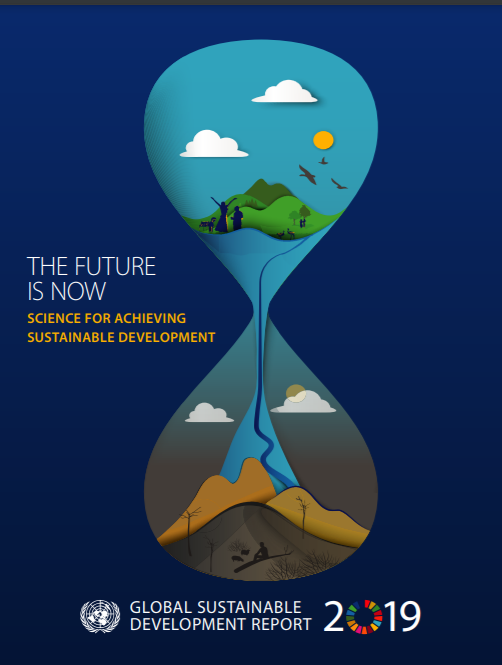 THE FUTURE
IS NOW
SCIENCE FOR ACHIEVING
SUSTAINABLE DEVELOPMENT
GLOBAL SUSTAINABLE
DEVELOPMENT REPORT
2019